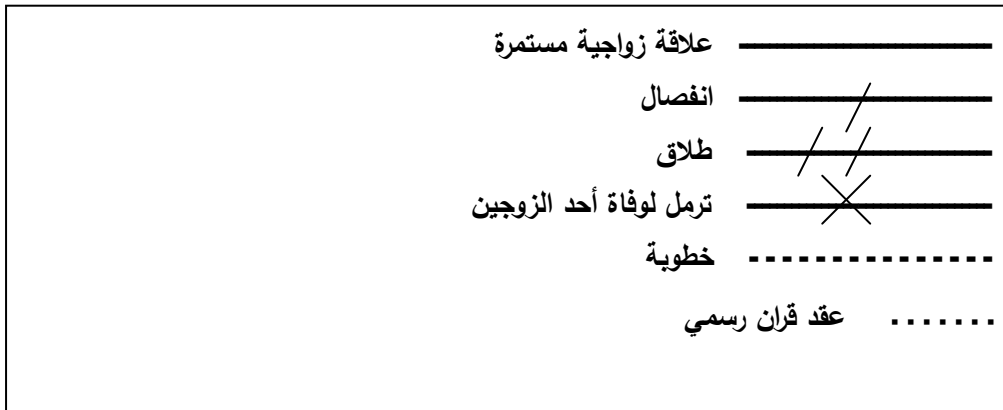 علاقة زواجية مستمرة
انفصال
طلاق
ترمل لوفاة أحد الزوجين
خطوبة
عقد قران رسمي